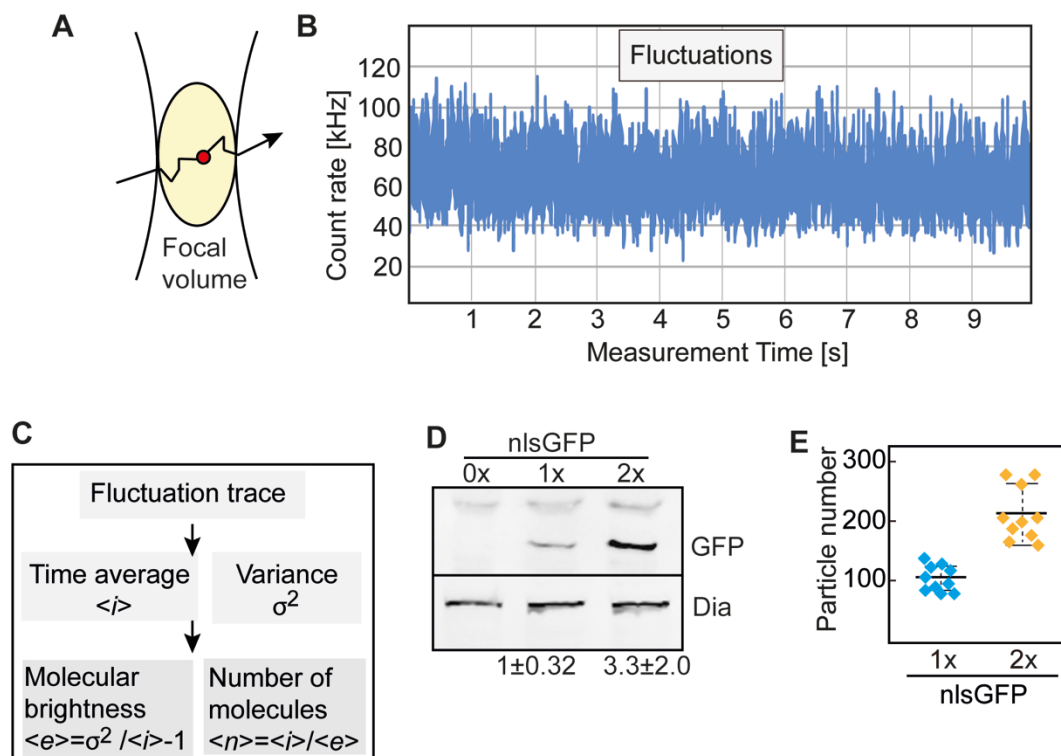 A
Focal
volume
B
Fluctuations
Count rate [kHz]
120
100
80
60
40
20
1 2 3 4 5 6 7 8 9
Measurement Time [s]
C
Fluctuation trace
Time average
<i>
Variance
σ²
Molecular
brightness
<e>=σ² /<i>-1
Number of
molecules
<n>=<i>/<e>
D
nlsGFP
0x 1x 2x
GFP
Dia
1±0.32 3.3±2.0
E
Particle number
300
200
100
1x 2x
nlsGFP